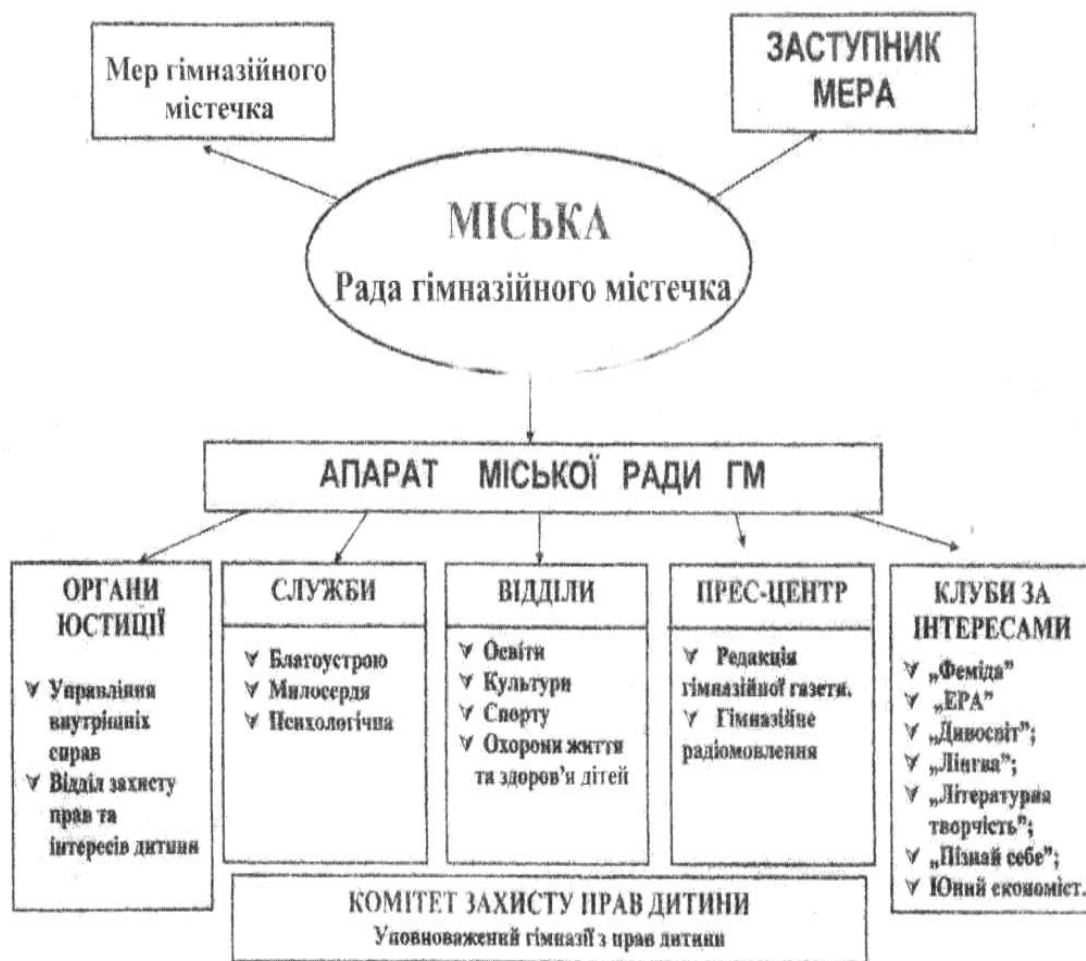 Мер гімназійного
містечка
ЗАСТУПНИК
МЕРА
МІСЬКА
Рада гімназійного містечка
АПАРАТ МІСЬКОЇ РАДИ ГМ
ОРГАНИ
ЮСТИЦІЇ
Управління
внутрішніх
справ
Відділ захисту
прав та
інтересів дитини
СЛУЖБИ
Благоустрою
Милосердя
Психологічна
ВІДДІЛИ
Освіти
Культури
Спорту
Охорони життя
та здоров'я дітей
ПРЕС-ЦЕНТР
Редакція
гімназійної газети.
Гімназійне
радіомовлення
КЛУБИ ЗА
ІНТЕРЕСАМИ
„Феміда”
„ЕРА”
„Дивосвіт”;
„Лінгва”;
„Літературна
творчість”;
„Пізнай себе”;
Юний економіст.
КОМІТЕТ ЗАХИСТУ ПРАВ ДИТИНИ
Уповноважений гімназії з прав дитини